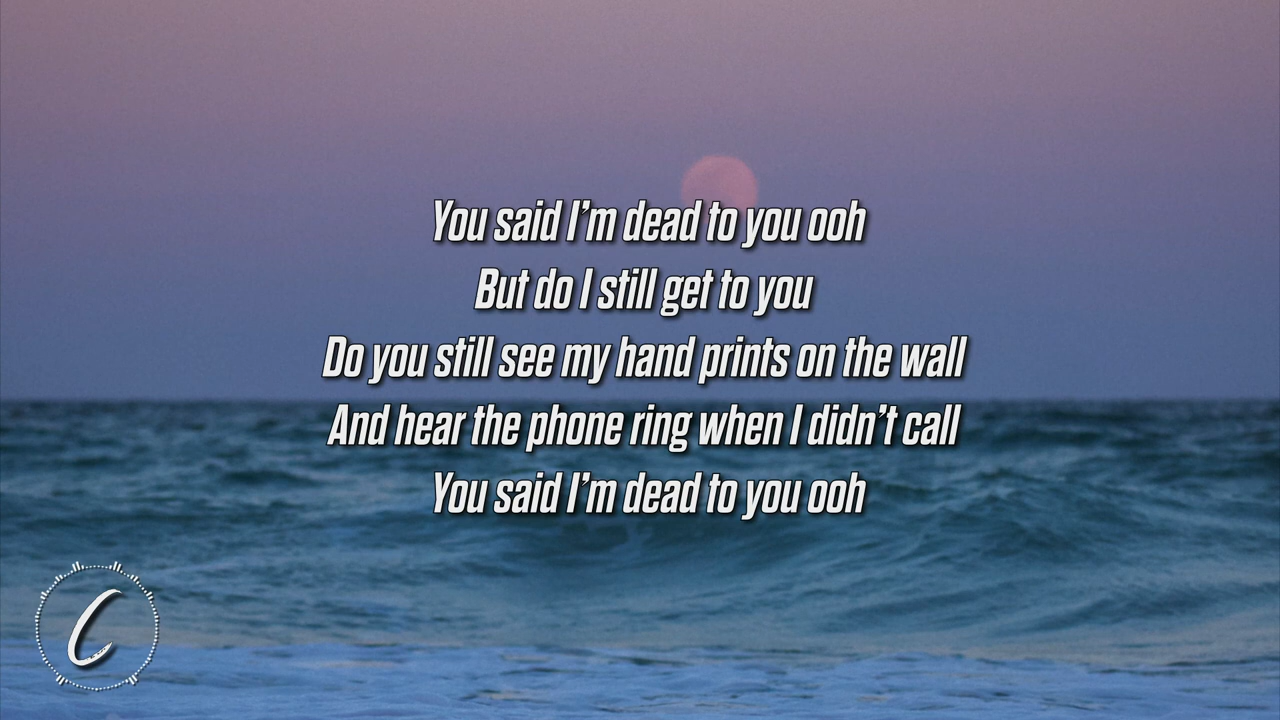 You said I’m dead to you ooh
But do I still get to you
Do you still see my hand prints on the wall
And hear the phone ring when I didn’t call
You said I’m dead to you ooh
C